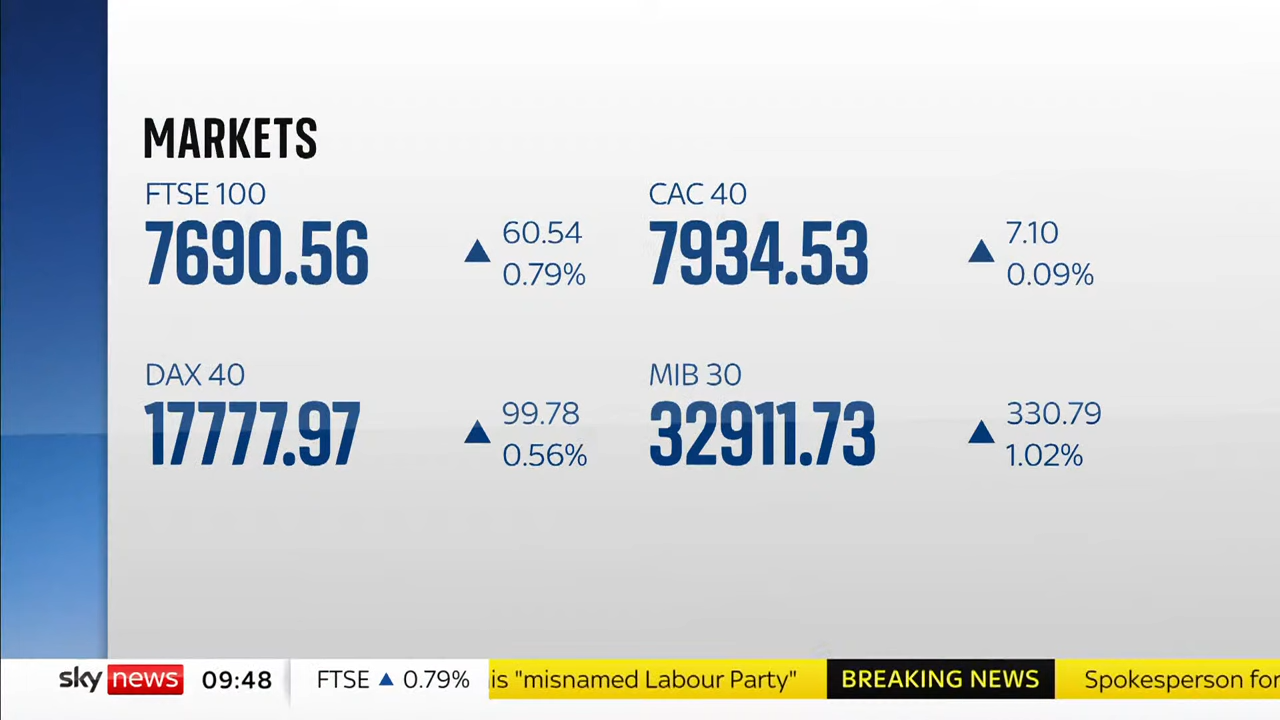 MARKETS
FTSE 100
7690.56
▲ 60.54
0.79%
CAC 40
7934.53
▲ 7.10
0.09%
DAX 40
17777.97
▲ 99.78
0.56%
MIB 30
32911.73
▲ 330.79
1.02%
sky news 09:48 FTSE ▲ 0.79% is "misnamed Labour Party" BREAKING NEWS Spokesperson for